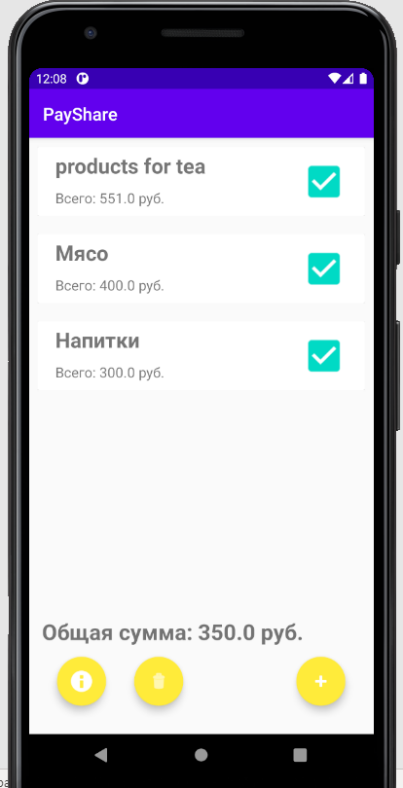 12:08
PayShare
products for tea
Всего: 551.0 руб.
Мясо
Всего: 400.0 руб.
Напитки
Всего: 300.0 руб.
Общая сумма: 350.0 руб.